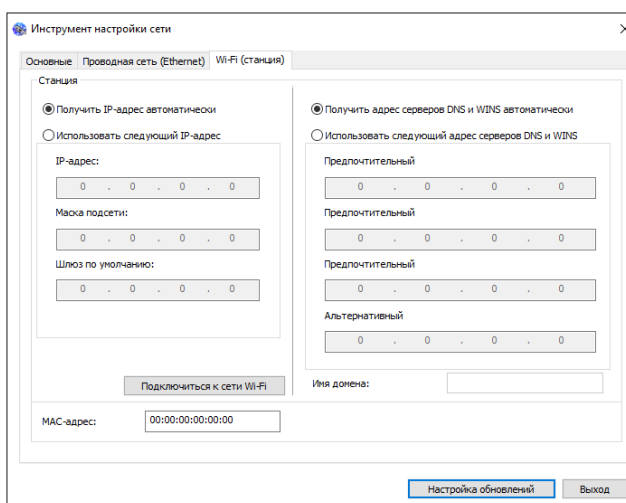 Инструмент настройки сети
Основные Проводная сеть (Ethernet) Wi-Fi (станция)
Станция
Получить IP-адрес автоматически
Использовать следующий IP-адрес
IP-адрес:
0 . 0 . 0 . 0
Маска подсети:
0 . 0 . 0 . 0
Шлюз по умолчанию:
0 . 0 . 0 . 0
Подключиться к сети Wi-Fi
Получить адрес серверов DNS и WINS автоматически
Использовать следующий адрес серверов DNS и WINS
Предпочтительный
0 . 0 . 0 . 0
Предпочтительный
0 . 0 . 0 . 0
Предпочтительный
0 . 0 . 0 . 0
Альтернативный
0 . 0 . 0 . 0
Имя домена:
MAC-адрес: 00:00:00:00:00:00
Настройка обновлений Выход